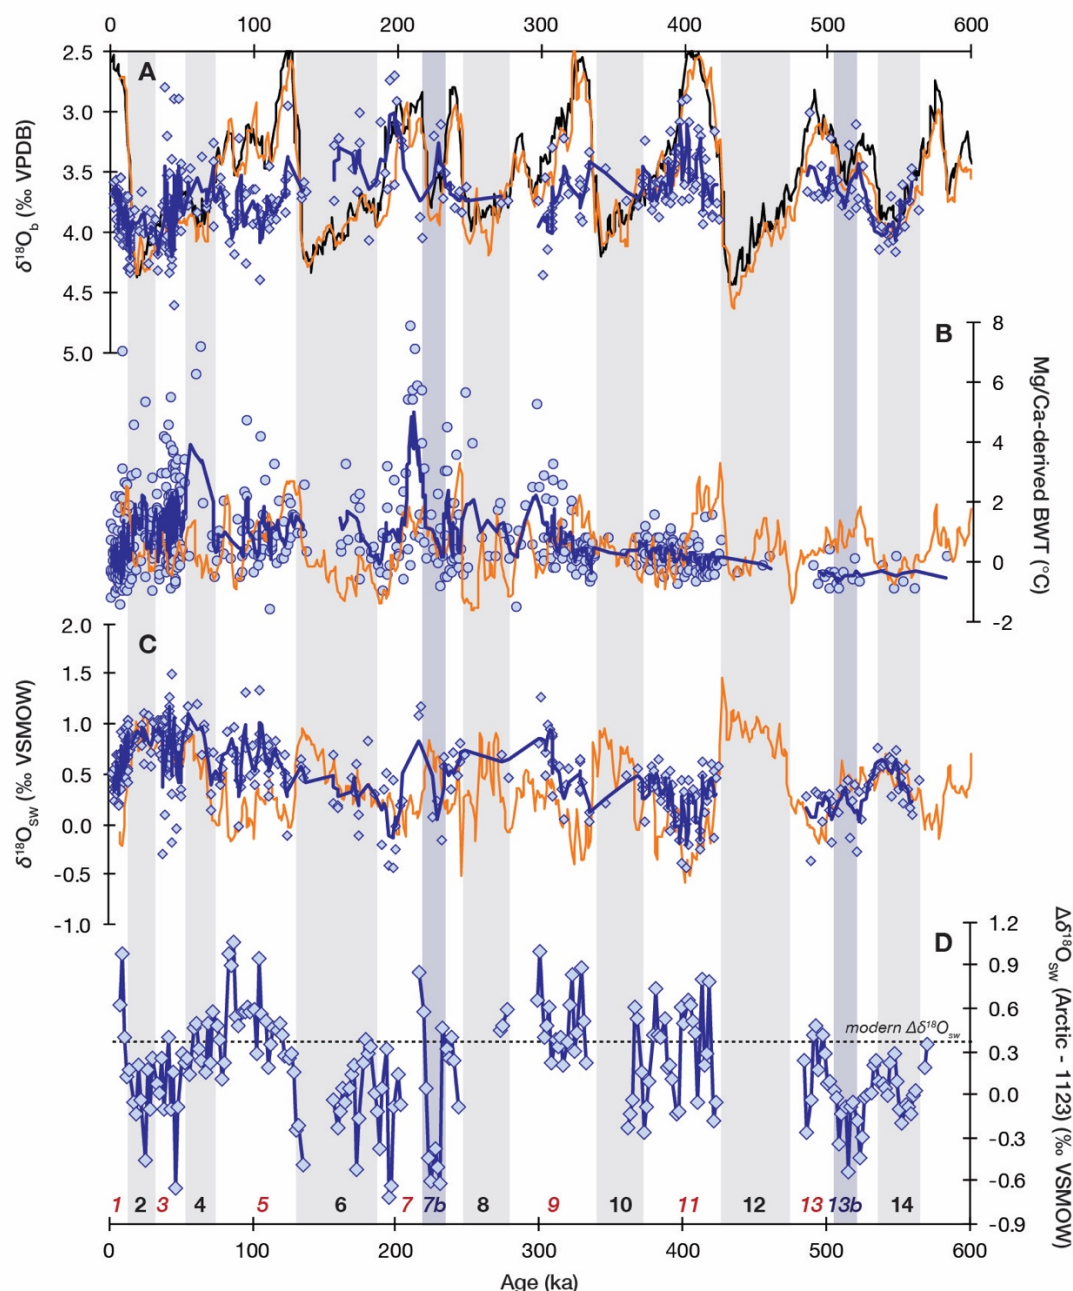 0 100 200 300 400 500 600
A
2.5
3.0
3.5
4.0
4.5
5.0
δ¹⁸O_b (‰ VPDB)
B
8
6
4
2
0
-2
Mg/Ca-derived BWT (°C)
C
2.0
1.5
1.0
0.5
0.0
-0.5
-1.0
δ¹⁸O_sw (‰ VSMOW)
D
1.2
0.9
0.6
0.3
0.0
-0.3
-0.6
-0.9
Δδ¹⁸O_sw (Arctic - 1123) (‰ VSMOW)
modern Δδ¹⁸O_sw
1 2 3 4 5 6 7 7b 8 9 10 11 12 13 13b 14
0 100 200 300 400 500 600
Age (ka)